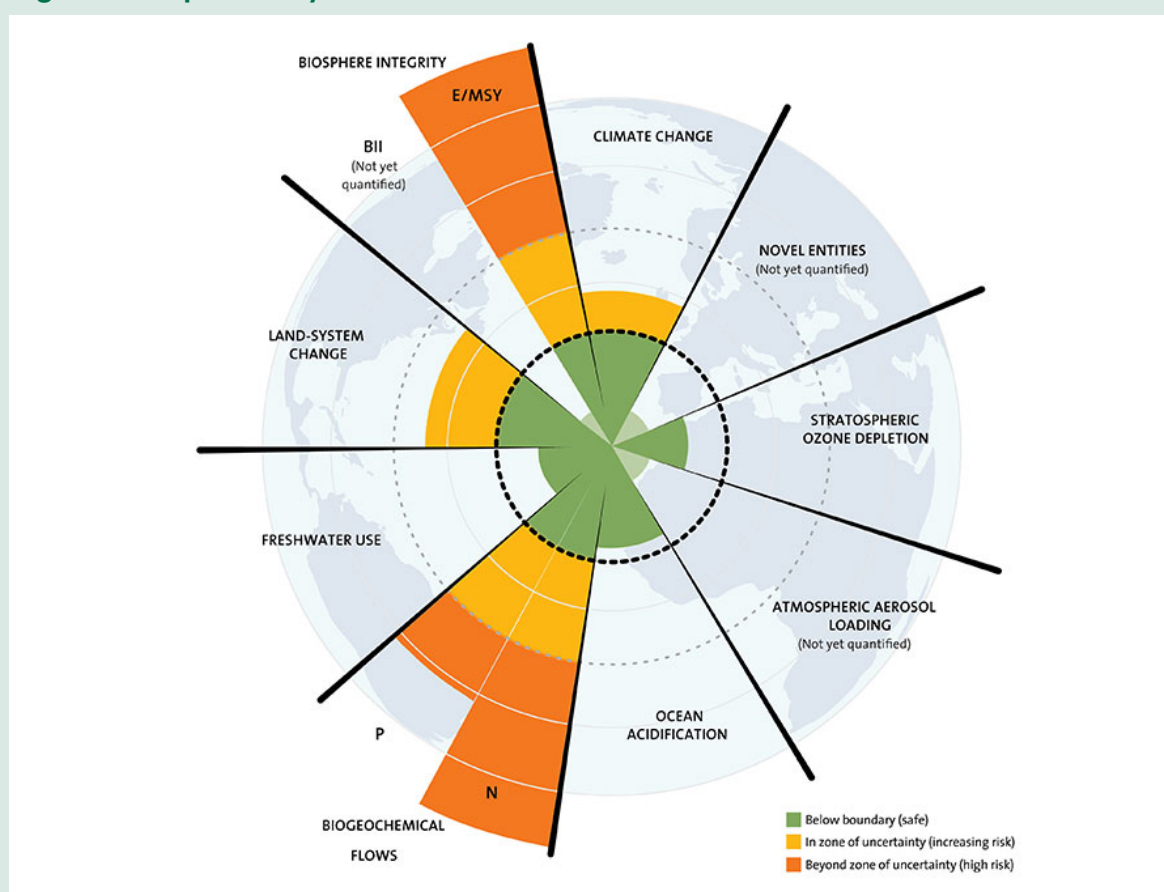 BIOSPHERE INTEGRITY
E/MSY
BII
(Not yet
quantified)
CLIMATE CHANGE
NOVEL ENTITIES
(Not yet quantified)
LAND-SYSTEM
CHANGE
STRATOSPHERIC
OZONE DEPLETION
FRESHWATER USE
ATMOSPHERIC AEROSOL
LOADING
(Not yet quantified)
OCEAN
ACIDIFICATION
P
N
BIOGEOCHEMICAL
FLOWS
Below boundary (safe)
In zone of uncertainty (increasing risk)
Beyond zone of uncertainty (high risk)